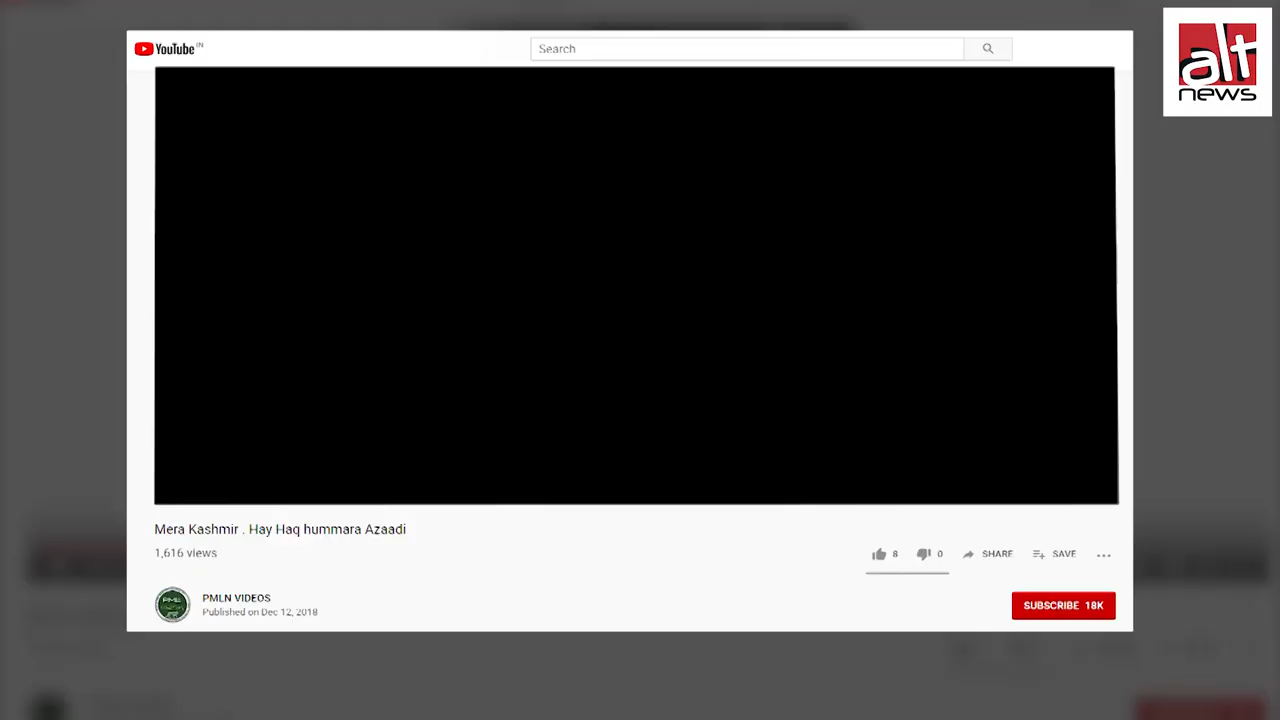 YouTube IN
Search
alt
news
Mera Kashmir . Hay Haq hummara Azaadi
1,616 views
8 0 SHARE SAVE
PMLN VIDEOS
Published on Dec 12, 2018
SUBSCRIBE 18K